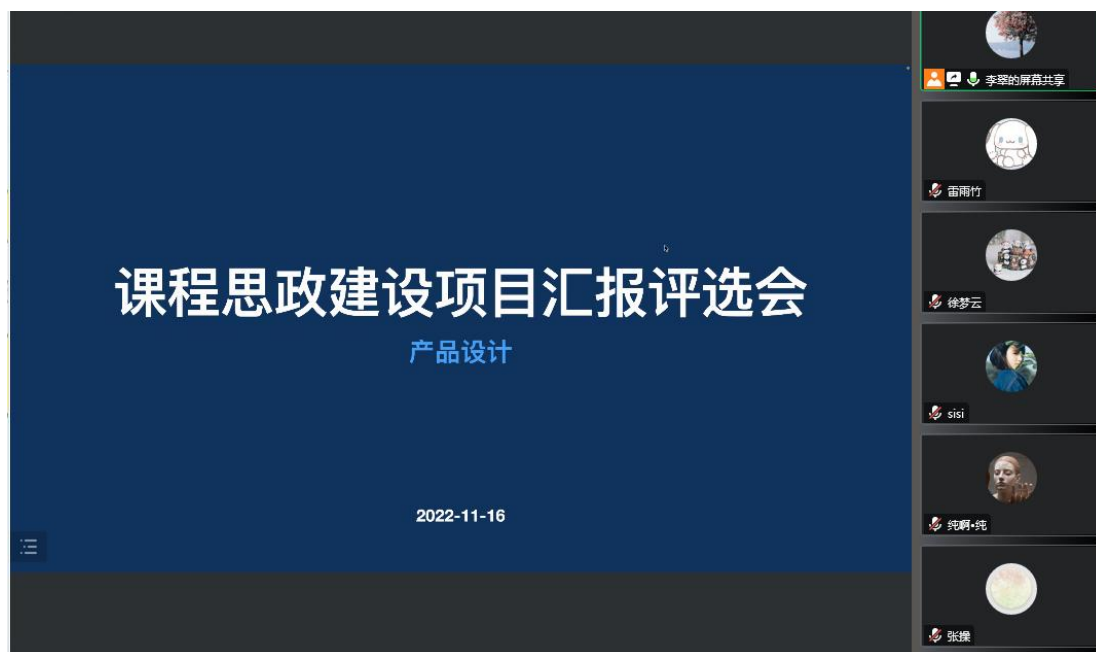 课程思政建设项目汇报评选会
产品设计
2022-11-16
李翠的屏幕共享
雷雨竹
徐梦云
sisi
纯啊•纯
张操